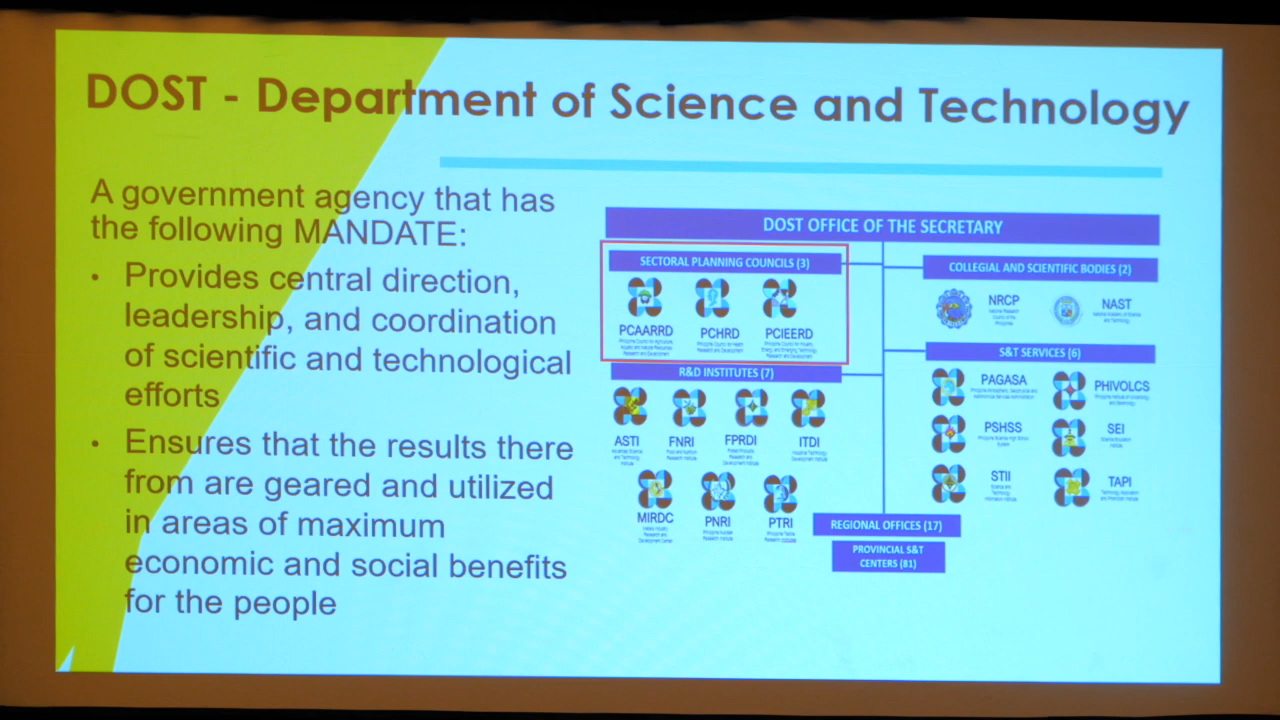 DOST - Department of Science and Technology
A government agency that has
the following MANDATE:
• Provides central direction,
leadership, and coordination
of scientific and technological
efforts
• Ensures that the results there
from are geared and utilized
in areas of maximum
economic and social benefits
for the people
DOST OFFICE OF THE SECRETARY
SECTORAL PLANNING COUNCILS (3)
PCAARRD
PCHRD
PCIEERD
R&D INSTITUTES (7)
ASTI
FNRI
FPRDI
ITDI
MIRDC
PNRI
PTRI
COLLEGIAL AND SCIENTIFIC BODIES (2)
NRCP
NAST
S&T SERVICES (6)
PAGASA
PHIVOLCS
PSHSS
SEI
STII
TAPI
REGIONAL OFFICES (17)
PROVINCIAL S&T
CENTERS (81)